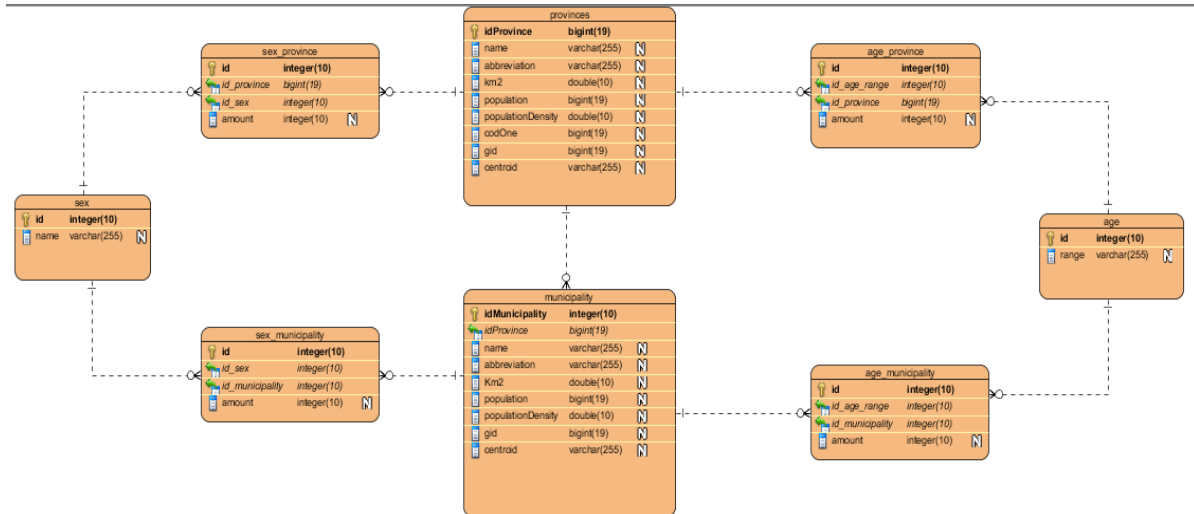 provinces
idProvince bigint(19)
name varchar(255) N
abbreviation varchar(255) N
km2 double(10) N
population bigint(19) N
populationDensity double(10) N
codOne bigint(19) N
gid bigint(19) N
centroid varchar(255) N
sex_province
id integer(10)
id_province bigint(19)
id_sex integer(10)
amount integer(10) N
age_province
id integer(10)
id_age_range integer(10)
id_province bigint(19)
amount integer(10) N
sex
id integer(10)
name varchar(255) N
age
id integer(10)
range varchar(255) N
municipality
idMunicipality integer(10)
idProvince bigint(19)
name varchar(255) N
abbreviation varchar(255) N
Km2 double(10) N
population bigint(19) N
populationDensity double(10) N
gid bigint(19) N
centroid varchar(255) N
sex_municipality
id integer(10)
id_sex integer(10)
id_municipality integer(10)
amount integer(10) N
age_municipality
id integer(10)
id_age_range integer(10)
id_municipality integer(10)
amount integer(10) N